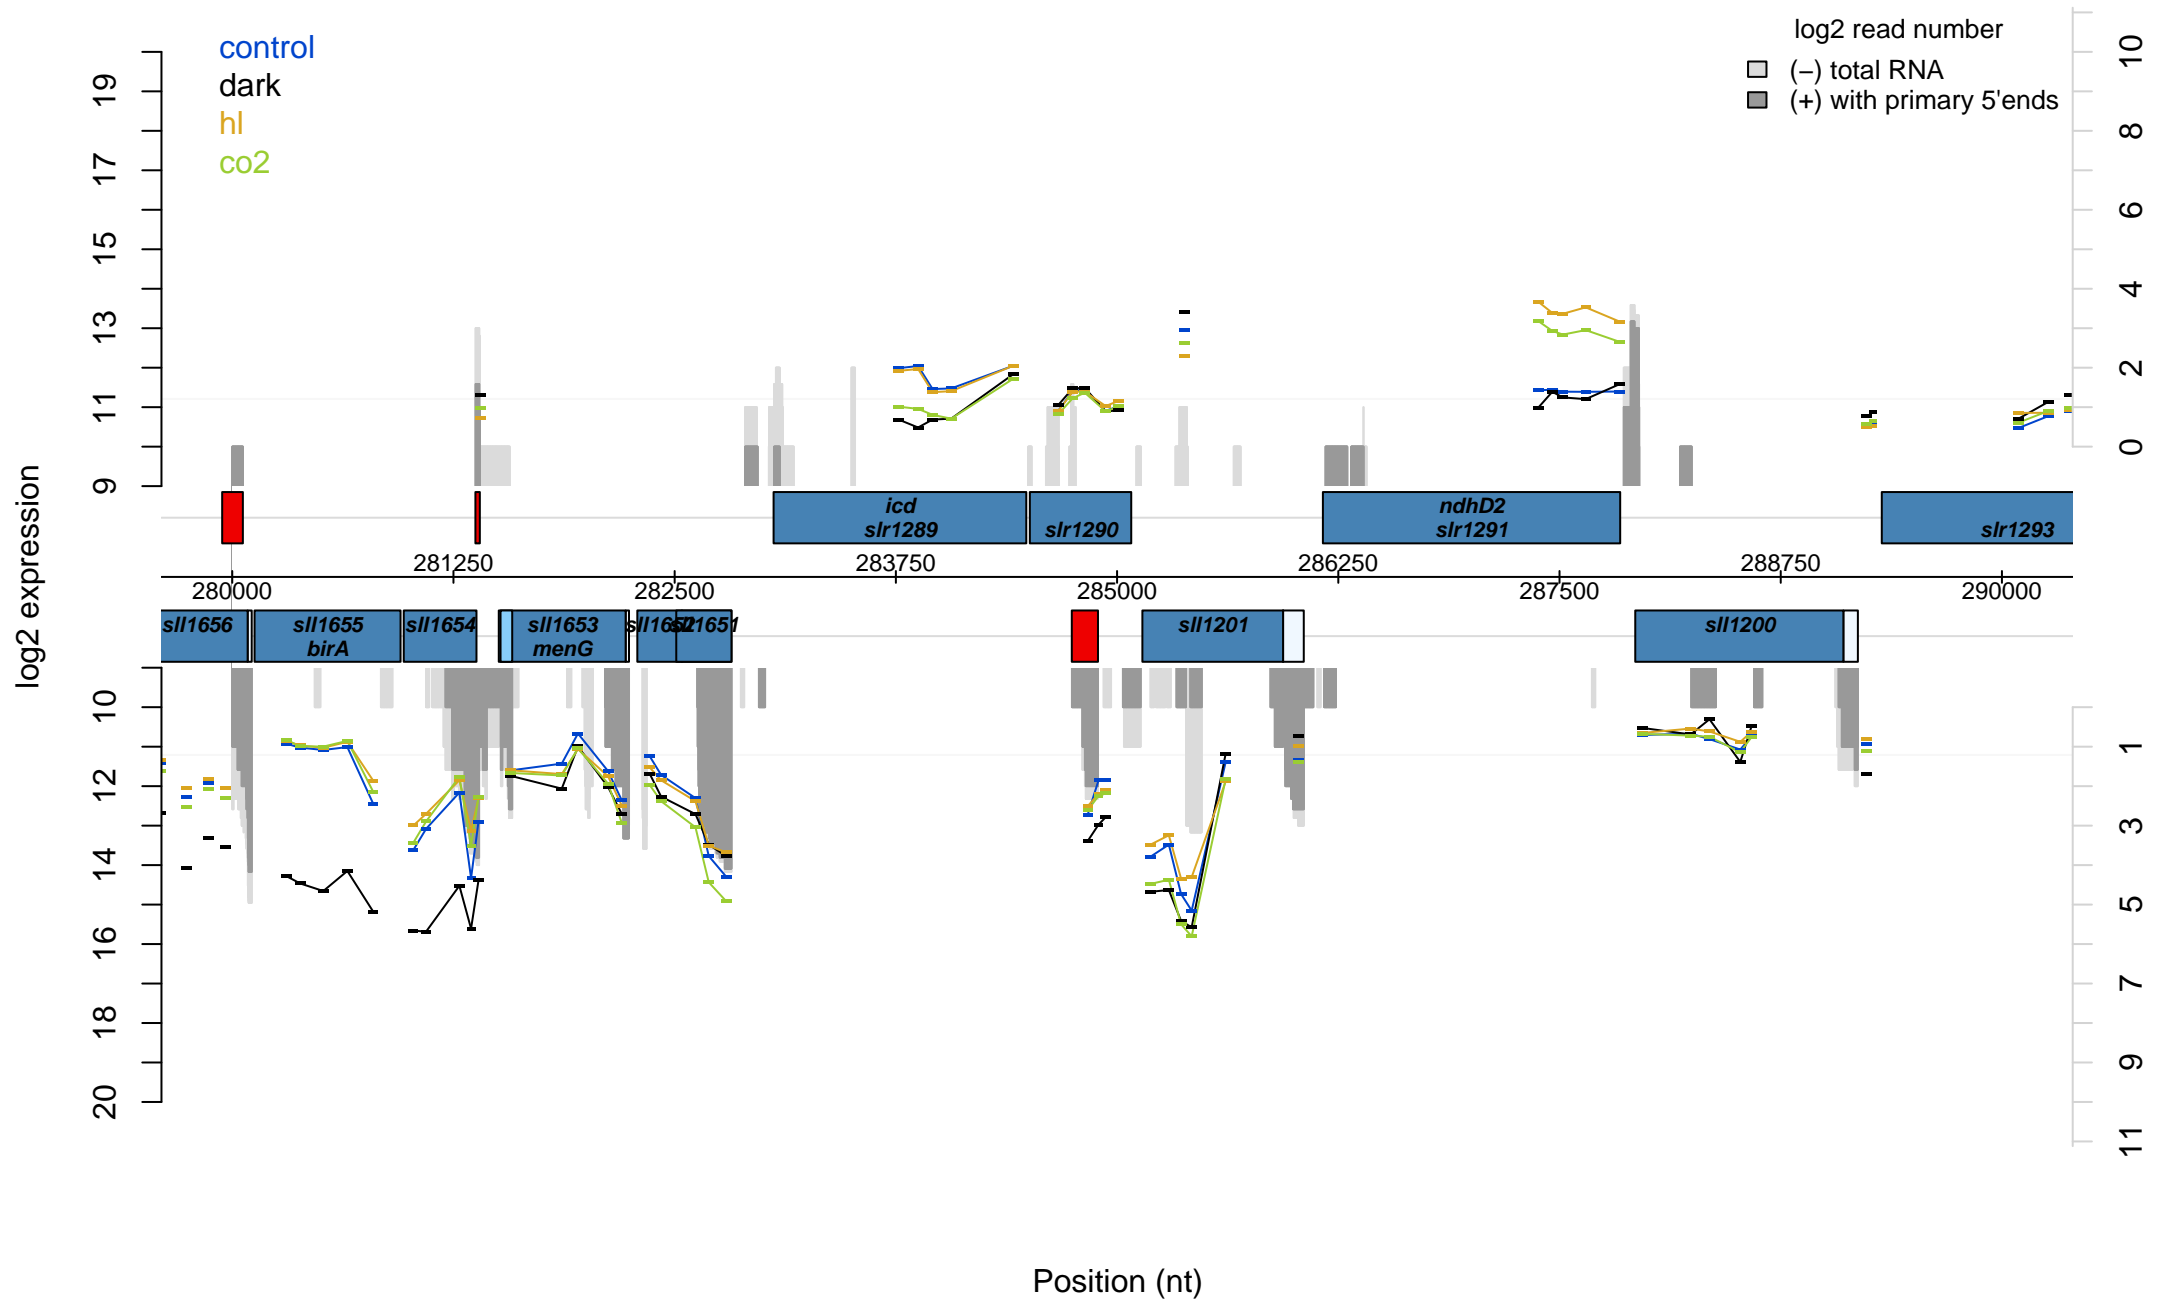 control
dark
hl
co2
log2 read number
(−) total RNA
(+) with primary 5'ends
19
17
15
13
11
9
10
8
6
4
2
0
log2 expression
icd
slr1289
slr1290
ndhD2
slr1291
slr1293
281250
283750
286250
288750
280000
282500
285000
287500
290000
sll1656
sll1655
birA
sll1654
sll1653
menG
sll1652
sll1651
sll1201
sll1200
10
12
14
16
18
20
1
3
5
7
9
11
Position (nt)